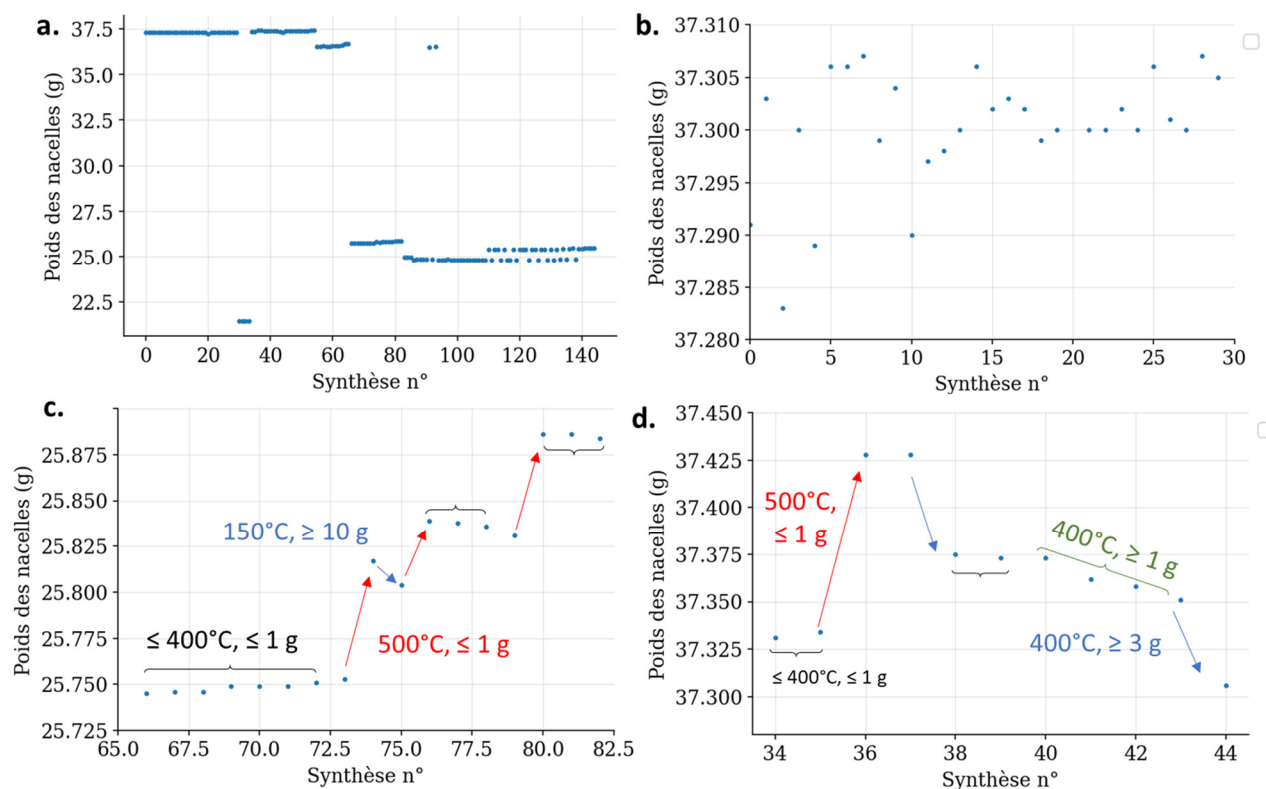 a.
Poids des nacelles (g)
37.5
35.0
32.5
30.0
27.5
25.0
22.5
0 20 40 60 80 100 120 140
Synthèse n°
b.
Poids des nacelles (g)
37.310
37.305
37.300
37.295
37.290
37.285
37.280
0 5 10 15 20 25 30
Synthèse n°
c.
Poids des nacelles (g)
25.875
25.850
25.825
25.800
25.775
25.750
25.725
150°C, ≥ 10 g
≤ 400°C, ≤ 1 g
500°C, ≤ 1 g
65.0 67.5 70.0 72.5 75.0 77.5 80.0 82.5
Synthèse n°
d.
Poids des nacelles (g)
37.450
37.425
37.400
37.375
37.350
37.325
37.300
500°C,
≤ 1 g
400°C, ≥ 1 g
400°C, ≥ 3 g
≤ 400°C, ≤ 1 g
34 36 38 40 42 44
Synthèse n°